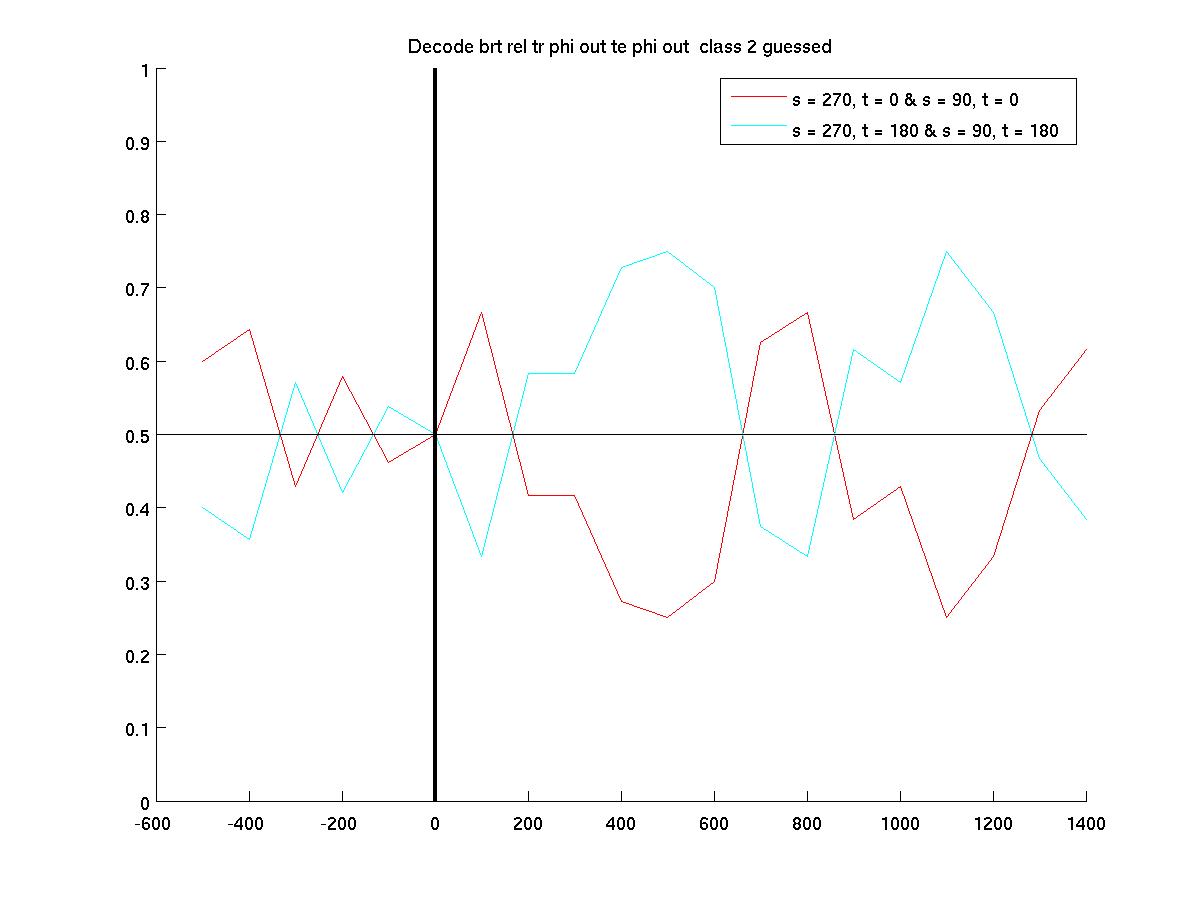 Decode brt rel tr phi out te phi out  class 2 guessed
s = 270, t = 0 & s = 90, t = 0
s = 270, t = 180 & s = 90, t = 180
1
0.9
0.8
0.7
0.6
0.5
0.4
0.3
0.2
0.1
0
-600 -400 -200 0 200 400 600 800 1000 1200 1400